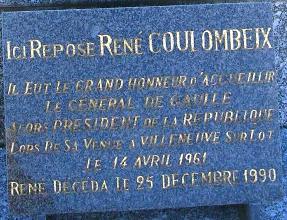 ICI REPOSE RENÉ COULOMBEIX
IL EUT LE GRAND HONNEUR D'ACCUEILLIR
LE GENERAL DE GAULLE
ALORS PRESIDENT DE LA REPUBLIQUE
LORS DE SA VENUE A VILLENEUVE SUR LOT
LE 14 AVRIL 1961
RENE DECEDA LE 25 DECEMBRE 1990